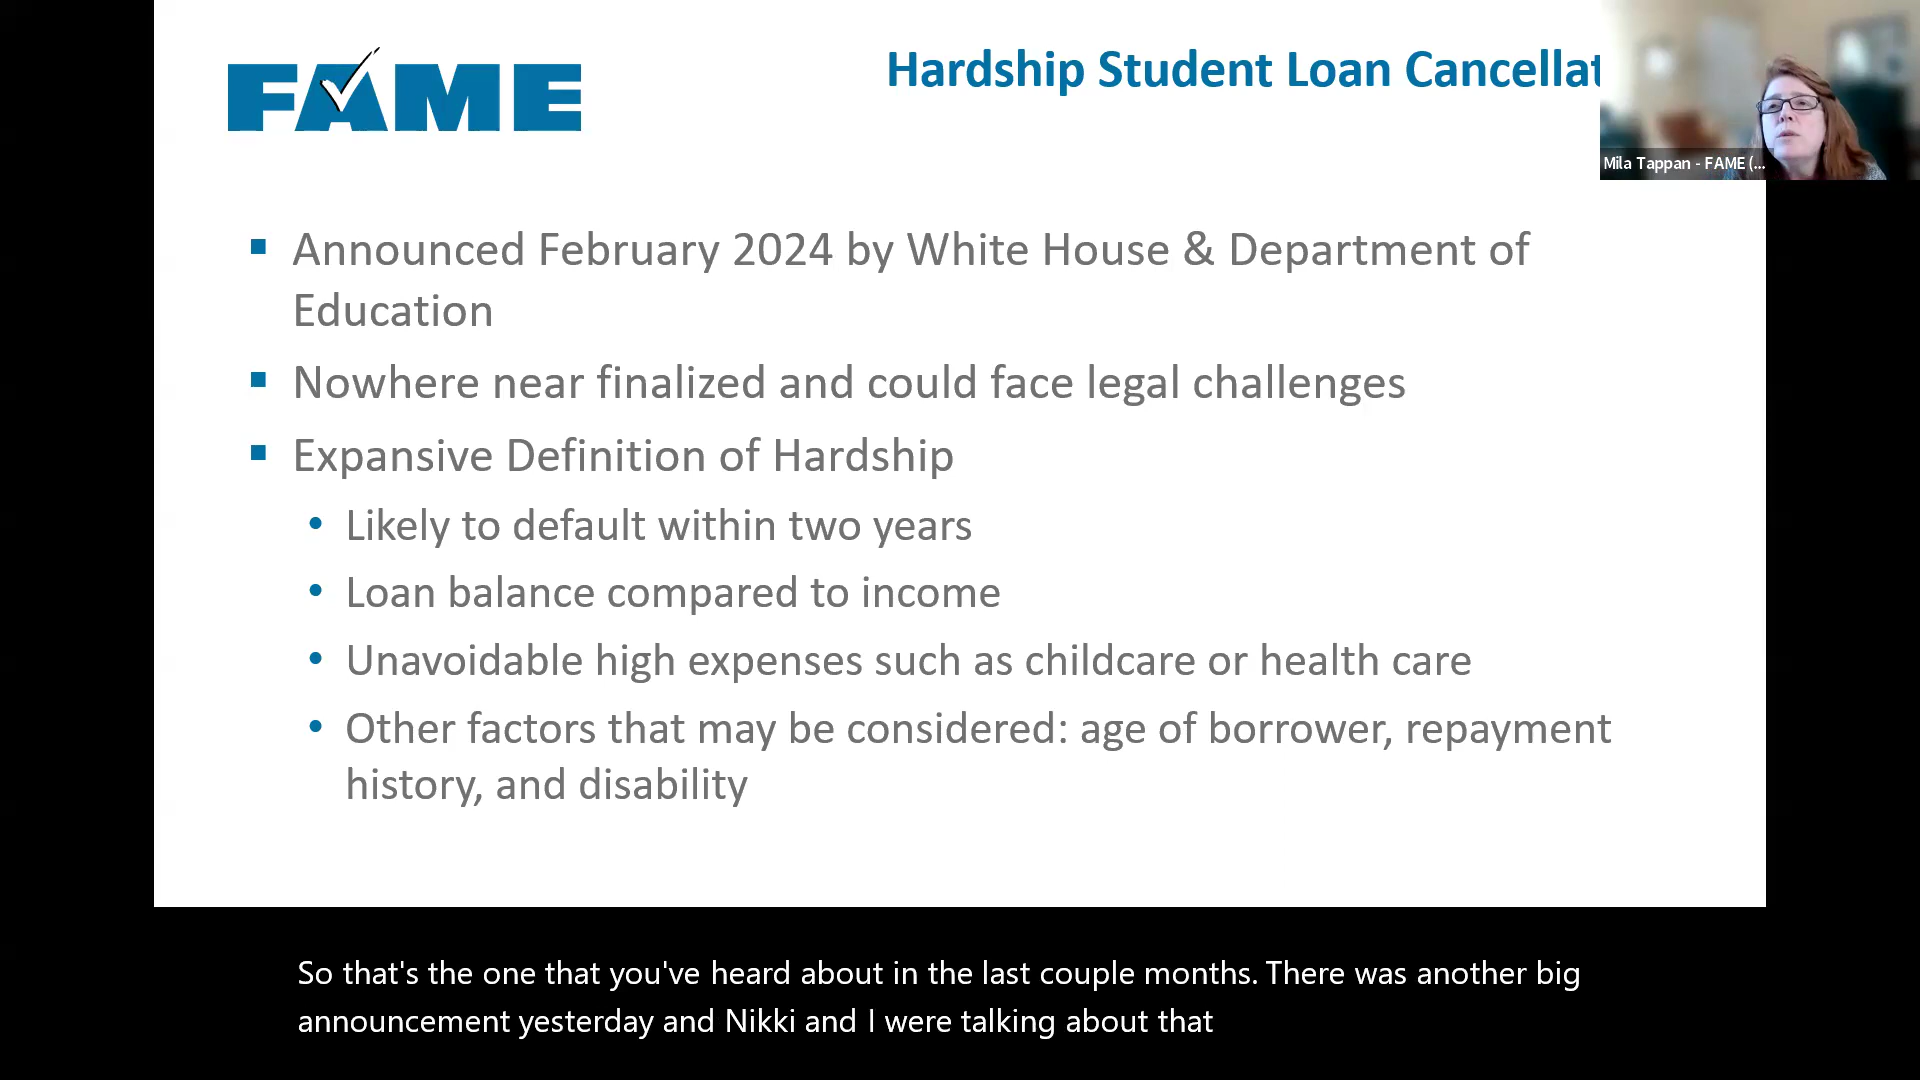 FAME
Hardship Student Loan Cancellat
Mila Tappan - FAME (...
▪ Announced February 2024 by White House & Department of
Education
▪ Nowhere near finalized and could face legal challenges
▪ Expansive Definition of Hardship
• Likely to default within two years
• Loan balance compared to income
• Unavoidable high expenses such as childcare or health care
• Other factors that may be considered: age of borrower, repayment
history, and disability
So that's the one that you've heard about in the last couple months. There was another big
announcement yesterday and Nikki and I were talking about that